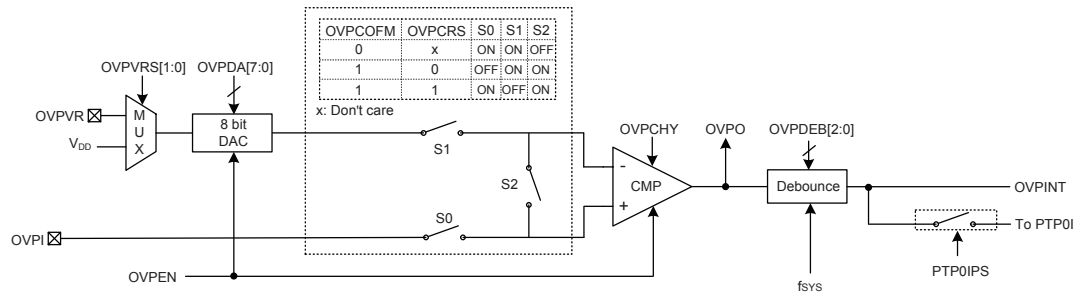 OVPCOFM OVPCRS S0 S1 S2
0 x ON ON OFF
1 0 OFF ON ON
1 1 ON OFF ON
x: Don't care
OVPVRS[1:0] OVPDA[7:0]
OVPVR
VDD
M
U
X
8 bit
DAC
S1
S2
S0
OVPCHY OVPO OVPDEB[2:0]
-
CMP
+
Debounce
OVPINT
To PTP0I
PTP0IPS
OVPI
OVPEN
fSYS